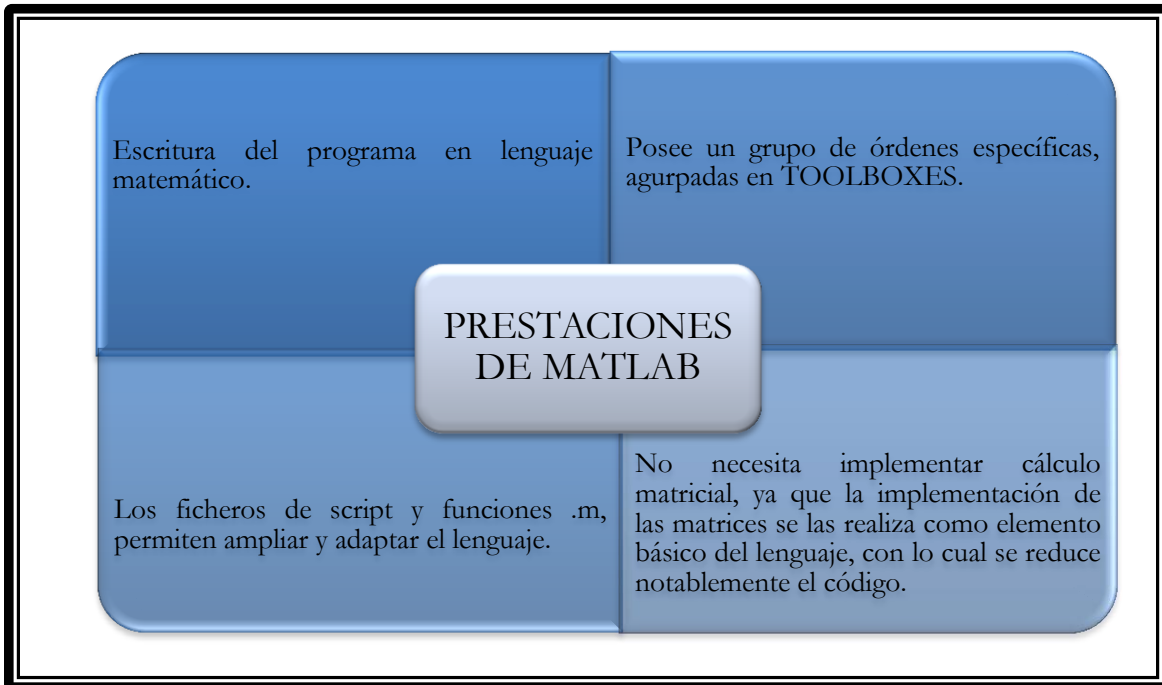 Escritura del programa en lenguaje
matemático.
Posee un grupo de órdenes específicas,
agurpadas en TOOLBOXES.
PRESTACIONES
DE MATLAB
Los ficheros de script y funciones .m,
permiten ampliar y adaptar el lenguaje.
No necesita implementar cálculo
matricial, ya que la implementación de
las matrices se las realiza como elemento
básico del lenguaje, con lo cual se reduce
notablemente el código.